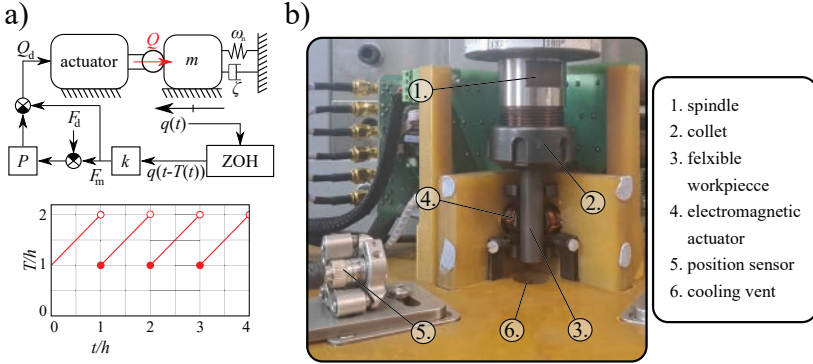 a)
Q_d
actuator
Q
m
ω_n
ζ
F_d
q(t)
P
F_m
k
q(t-T(t))
ZOH
T/h
2
1
0
0 1 2 3 4
t/h
b)
1.
2.
3.
4.
5.
6.
180°
1. spindle
2. collet
3. felxible
workpiecce
4. electromagnetic
actuator
5. position sensor
6. cooling vent